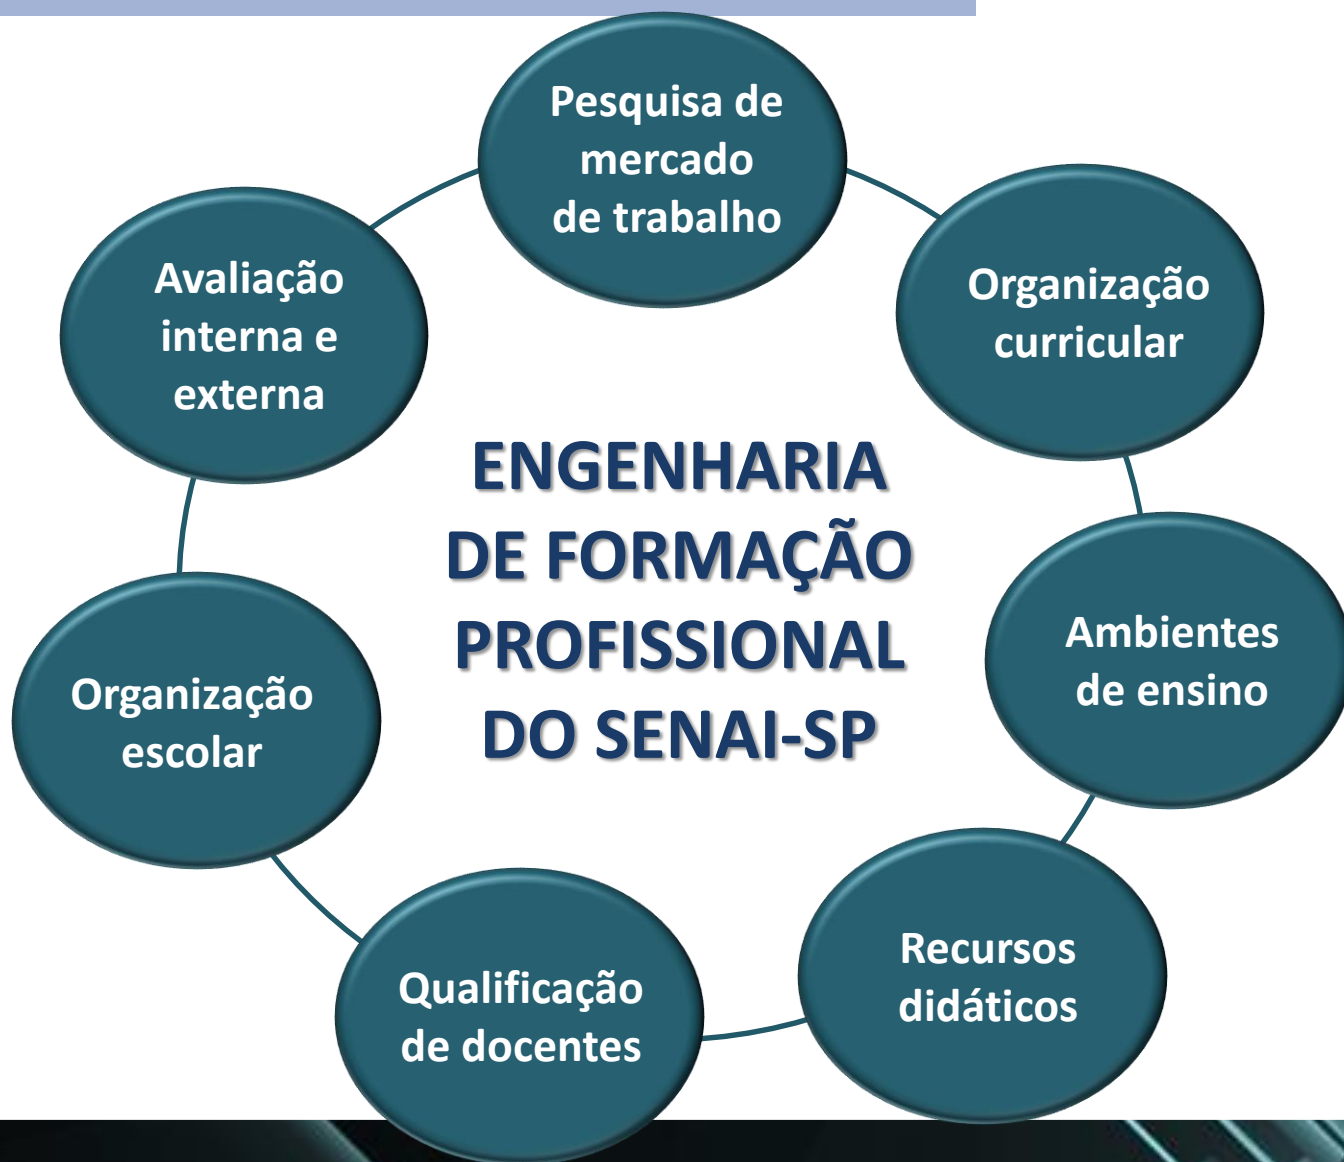 Pesquisa de
mercado
de trabalho
Organização
curricular
Ambientes
de ensino
Recursos
didáticos
Qualificação
de docentes
Organização
escolar
Avaliação
interna e
externa
ENGENHARIA
DE FORMAÇÃO
PROFISSIONAL
DO SENAI-SP